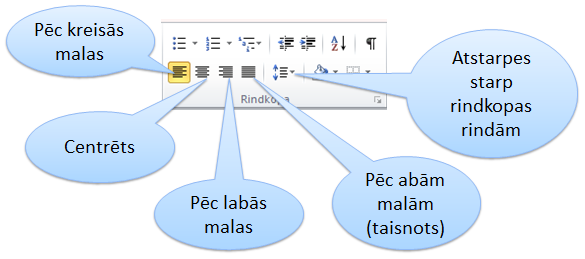 Pēc kreisās
malas
Atstarpes
starp
rindkopas
rindām
Rindkopa
Centrēts
Pēc labās
malas
Pēc abām
malām
(taisnots)